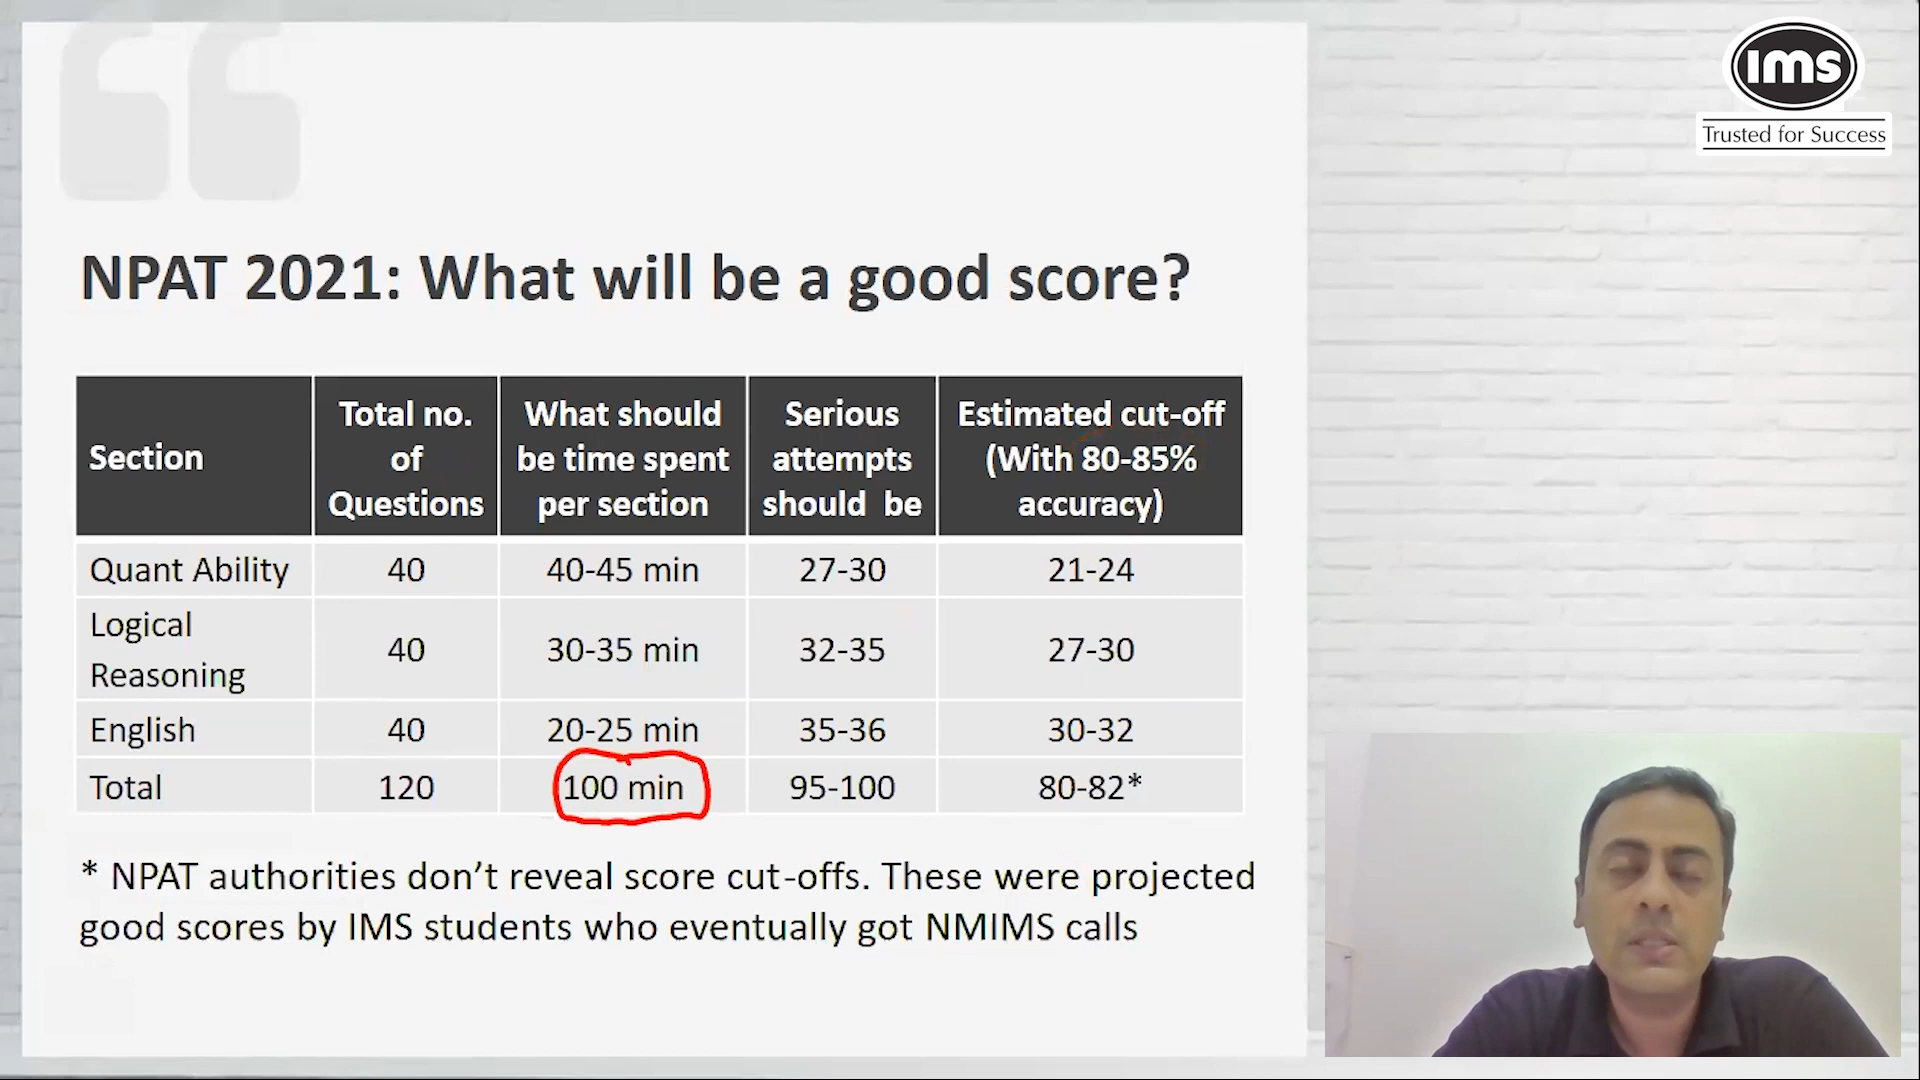 ims
Trusted for Success
NPAT 2021: What will be a good score?
Section
Total no.
of
Questions
What should
be time spent
per section
Serious
attempts
should be
Estimated cut-off
(With 80-85%
accuracy)
Quant Ability 40 40-45 min 27-30 21-24
Logical
Reasoning
40 30-35 min 32-35 27-30
English 40 20-25 min 35-36 30-32
Total 120 100 min 95-100 80-82*
* NPAT authorities don't reveal score cut-offs. These were projected
good scores by IMS students who eventually got NMIMS calls